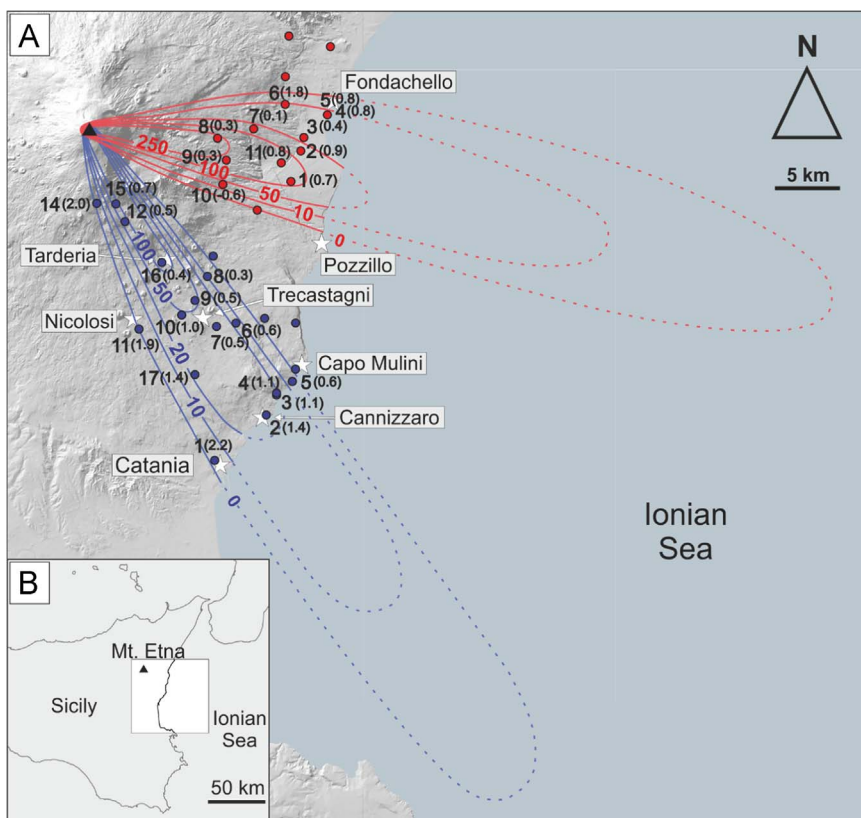 A
N
5 km
Fondachello
5(0.8)
6(1.8)
4(0.8)
7(0.1)
3(0.4)
8(0.3)
2(0.9)
250
11(0.8)
9(0.3)
100
1(0.7)
10(-0.6)
50
10
0
Pozzillo
15(0.7)
14(2.0)
12(0.5)
100
Tarderia
16(0.4)
8(0.3)
50
9(0.5)
Trecastagni
Nicolosi
10(1.0)
6(0.6)
7(0.5)
11(1.9)
20
Capo Mulini
17(1.4)
4(1.1)
5(0.6)
3(1.1)
10
2(1.4)
Cannizzaro
1(2.2)
Catania
0
Ionian
Sea
B
Mt. Etna
Sicily
Ionian
Sea
50 km